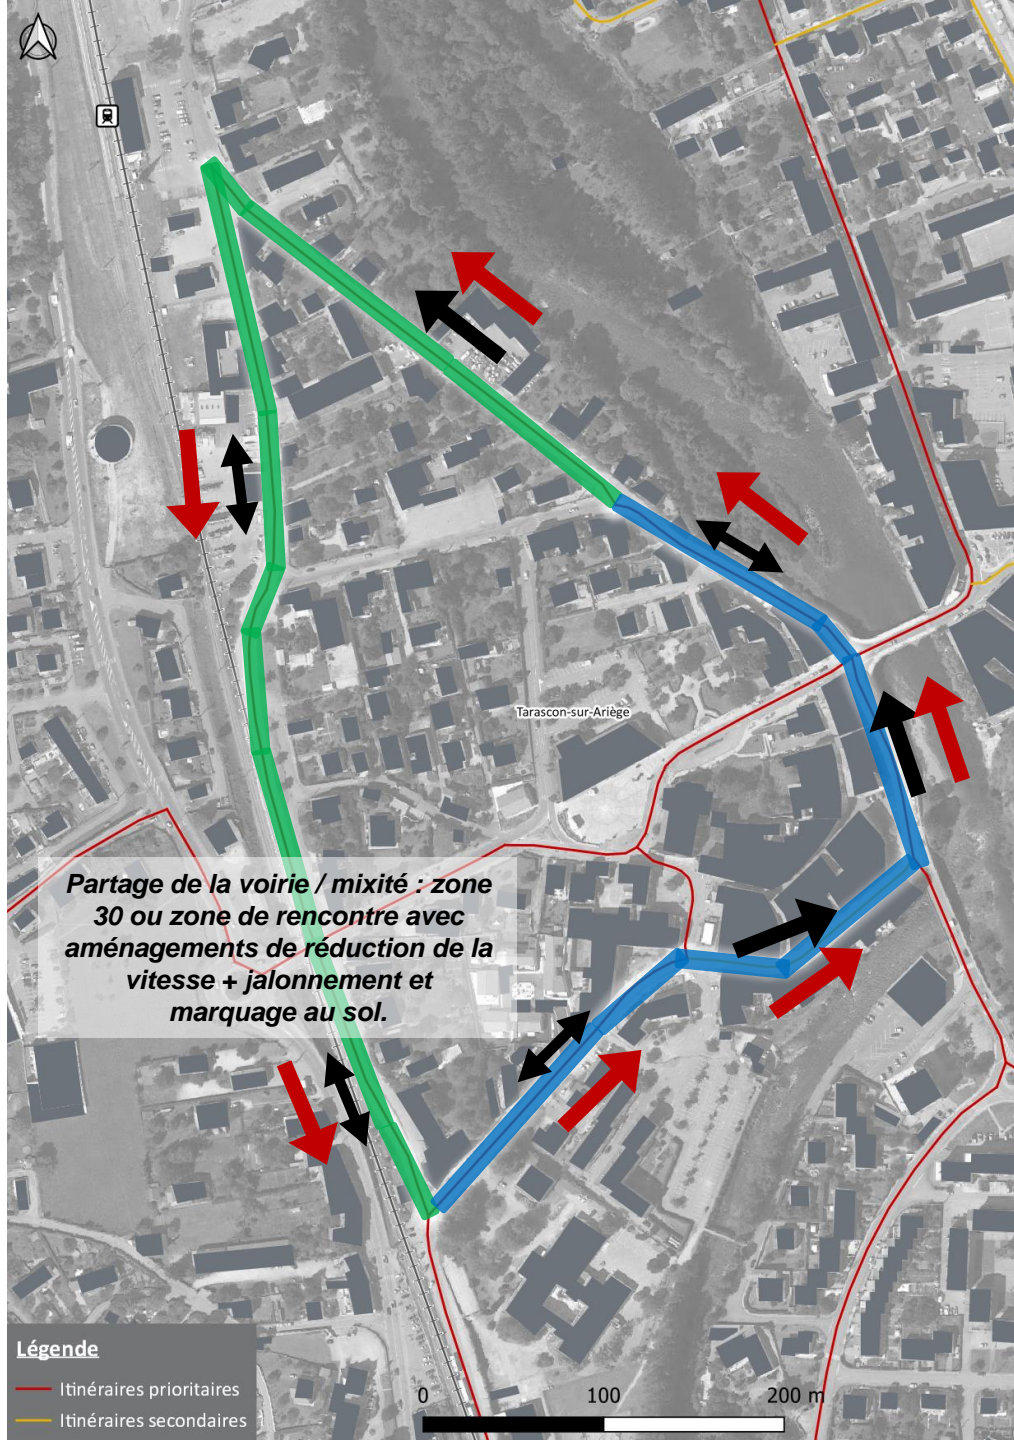 Tarascon-sur-Ariège
Partage de la voirie / mixité : zone
30 ou zone de rencontre avec
aménagements de réduction de la
vitesse + jalonnement et
marquage au sol.
Légende
Itinéraires prioritaires
Itinéraires secondaires
0 100 200 m